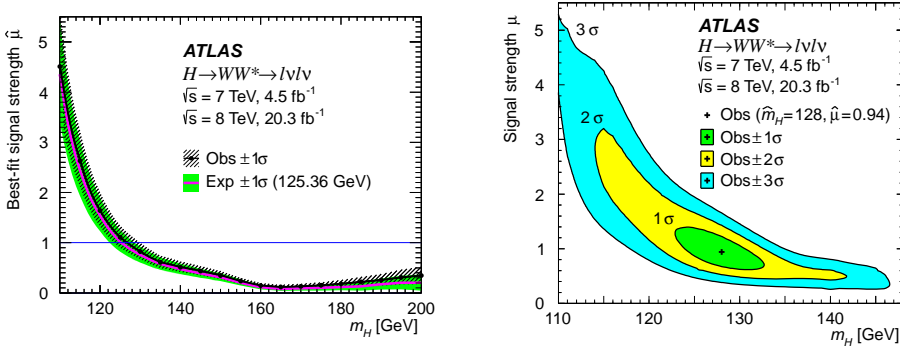 Best-fit signal strength μ̂
5
4
3
2
1
0
120
140
160
180
200
m_H [GeV]
ATLAS
H→WW*→lνlν
√s = 7 TeV, 4.5 fb⁻¹
√s = 8 TeV, 20.3 fb⁻¹
Obs ±1σ
Exp ±1σ (125.36 GeV)
Signal strength μ
5
4
3
2
1
0
110
120
130
140
m_H [GeV]
ATLAS
H→WW*→lνlν
√s = 7 TeV, 4.5 fb⁻¹
√s = 8 TeV, 20.3 fb⁻¹
Obs (m̂_H=128, μ̂=0.94)
Obs±1σ
Obs±2σ
Obs±3σ
3σ
2σ
1σ